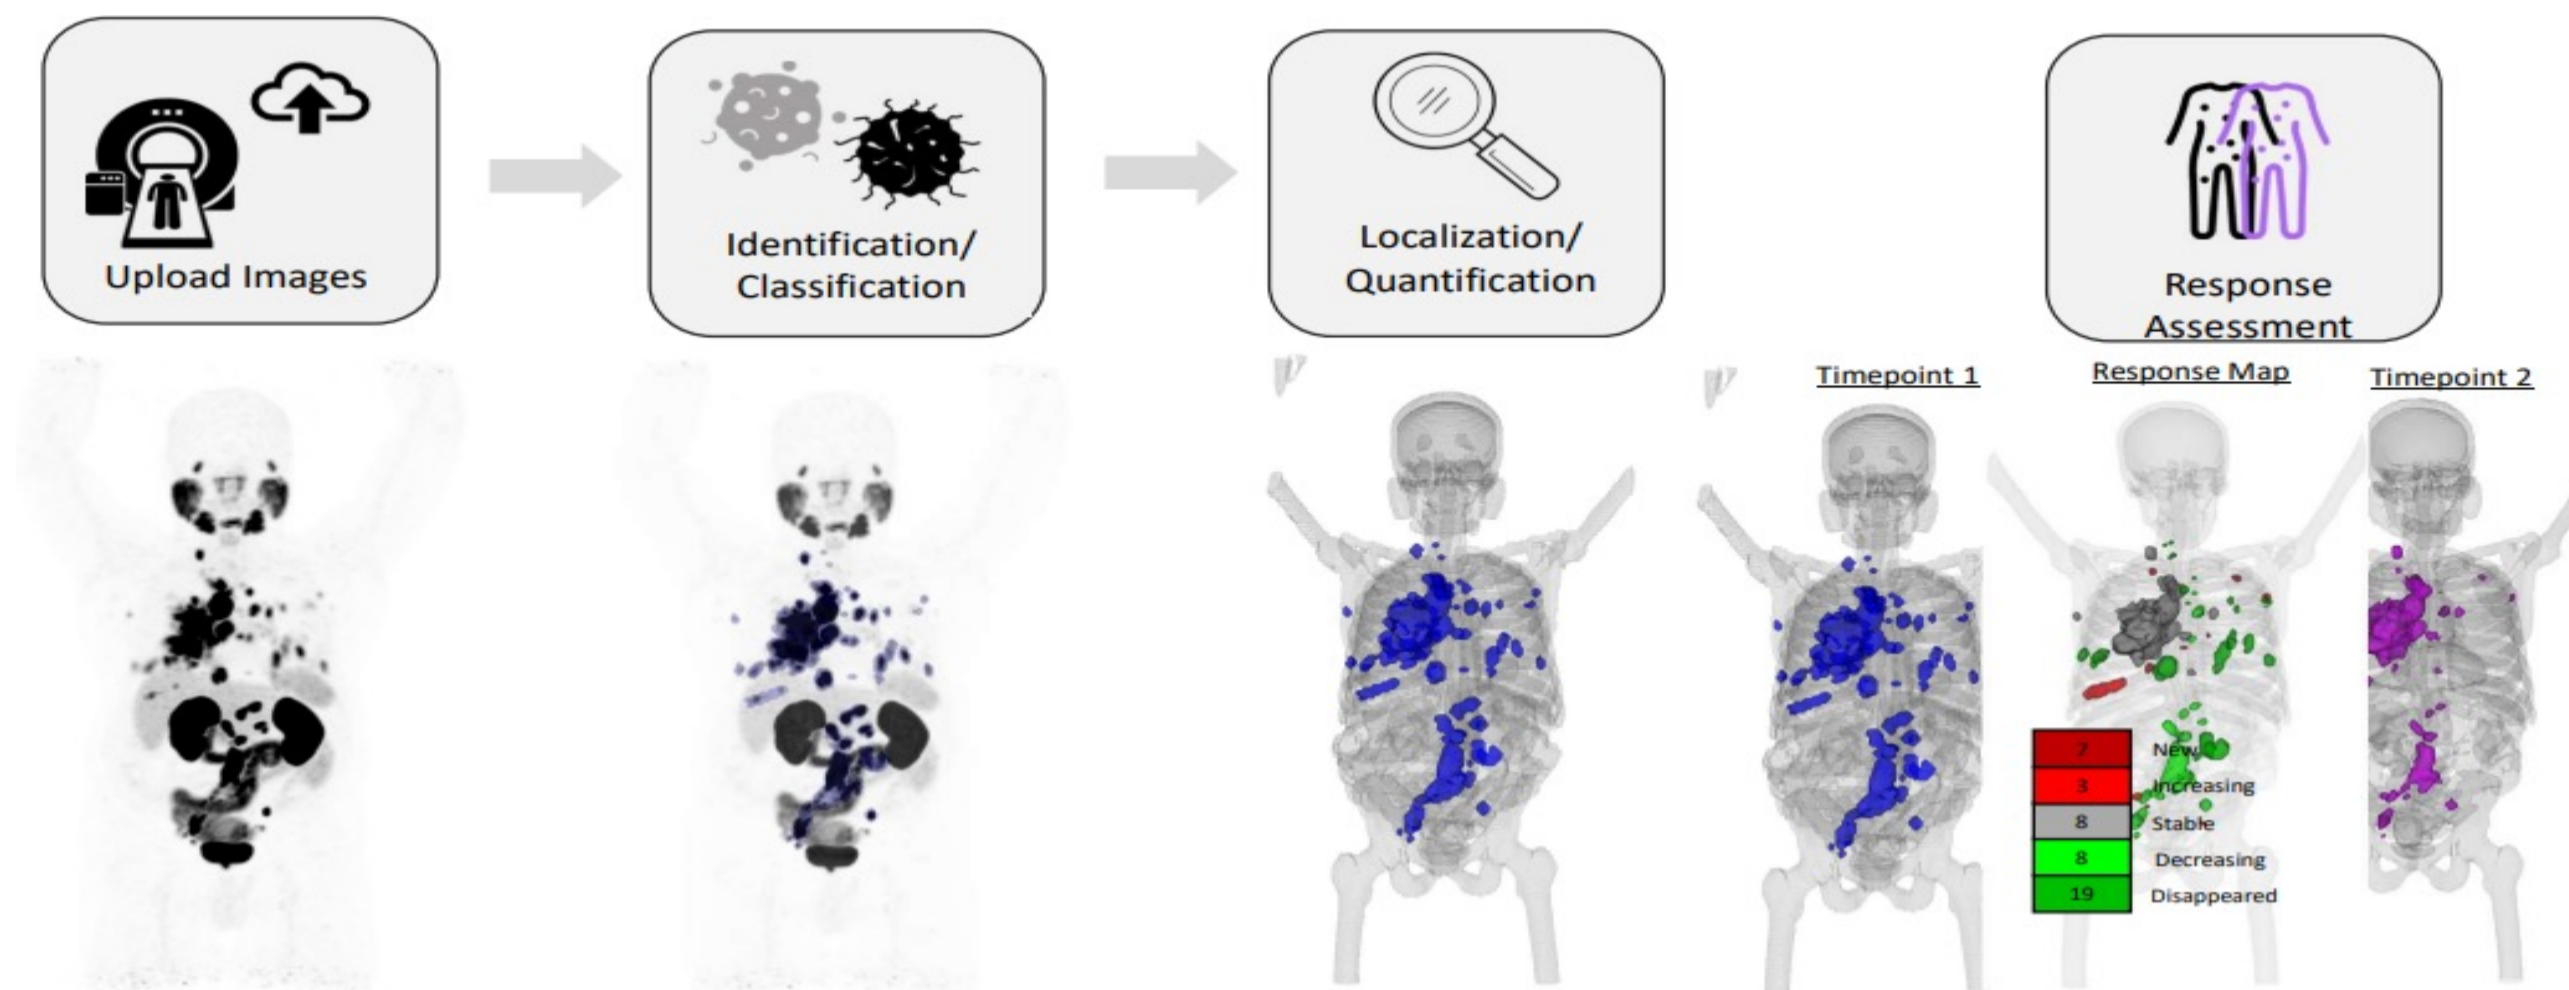 Upload Images
Identification/
Classification
Localization/
Quantification
Response
Assessment
Timepoint 1
Response Map
Timepoint 2
7 New
3 Increasing
8 Stable
8 Decreasing
19 Disappeared